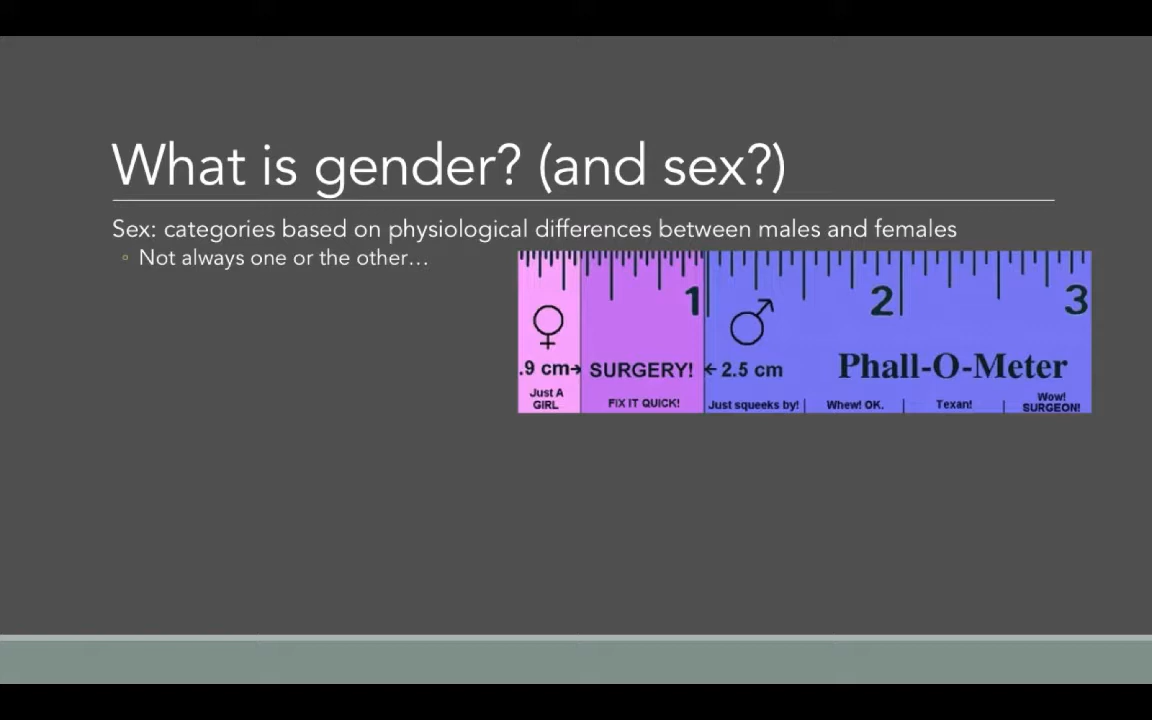 What is gender? (and sex?)
Sex: categories based on physiological differences between males and females
◦ Not always one or the other…
1 2 3
♀ ♂
.9 cm→ SURGERY! ←2.5 cm Phall-O-Meter
Just A GIRL FIX IT QUICK! Just squeeks by! Whew! OK. Texan! Wow! SURGEON!